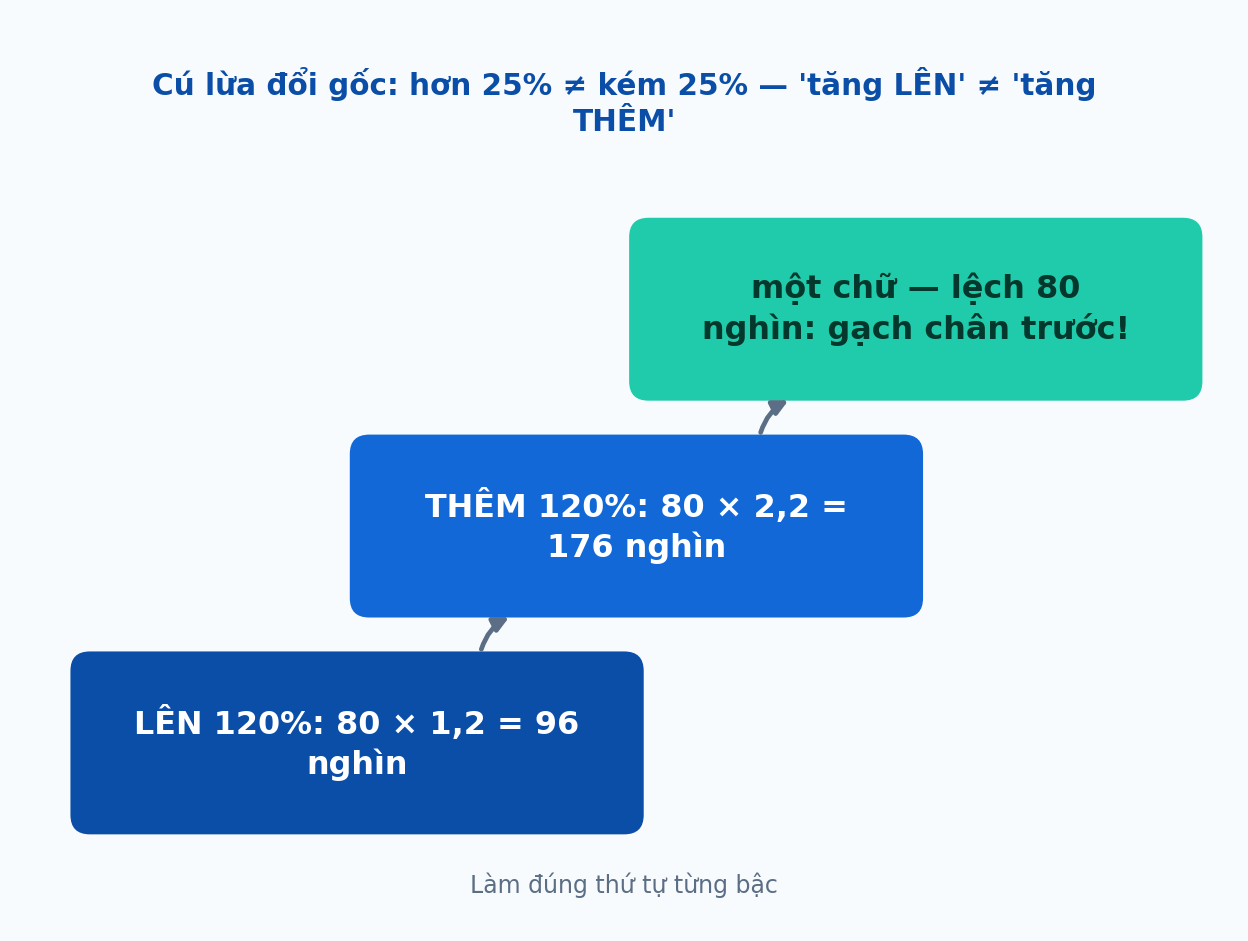 Cú lừa đổi gốc: hơn 25% ≠ kém 25% — 'tăng LÊN' ≠ 'tăng
THÊM'
một chữ — lệch 80
nghìn: gạch chân trước!
THÊM 120%: 80 × 2,2 =
176 nghìn
LÊN 120%: 80 × 1,2 = 96
nghìn
Làm đúng thứ tự từng bậc